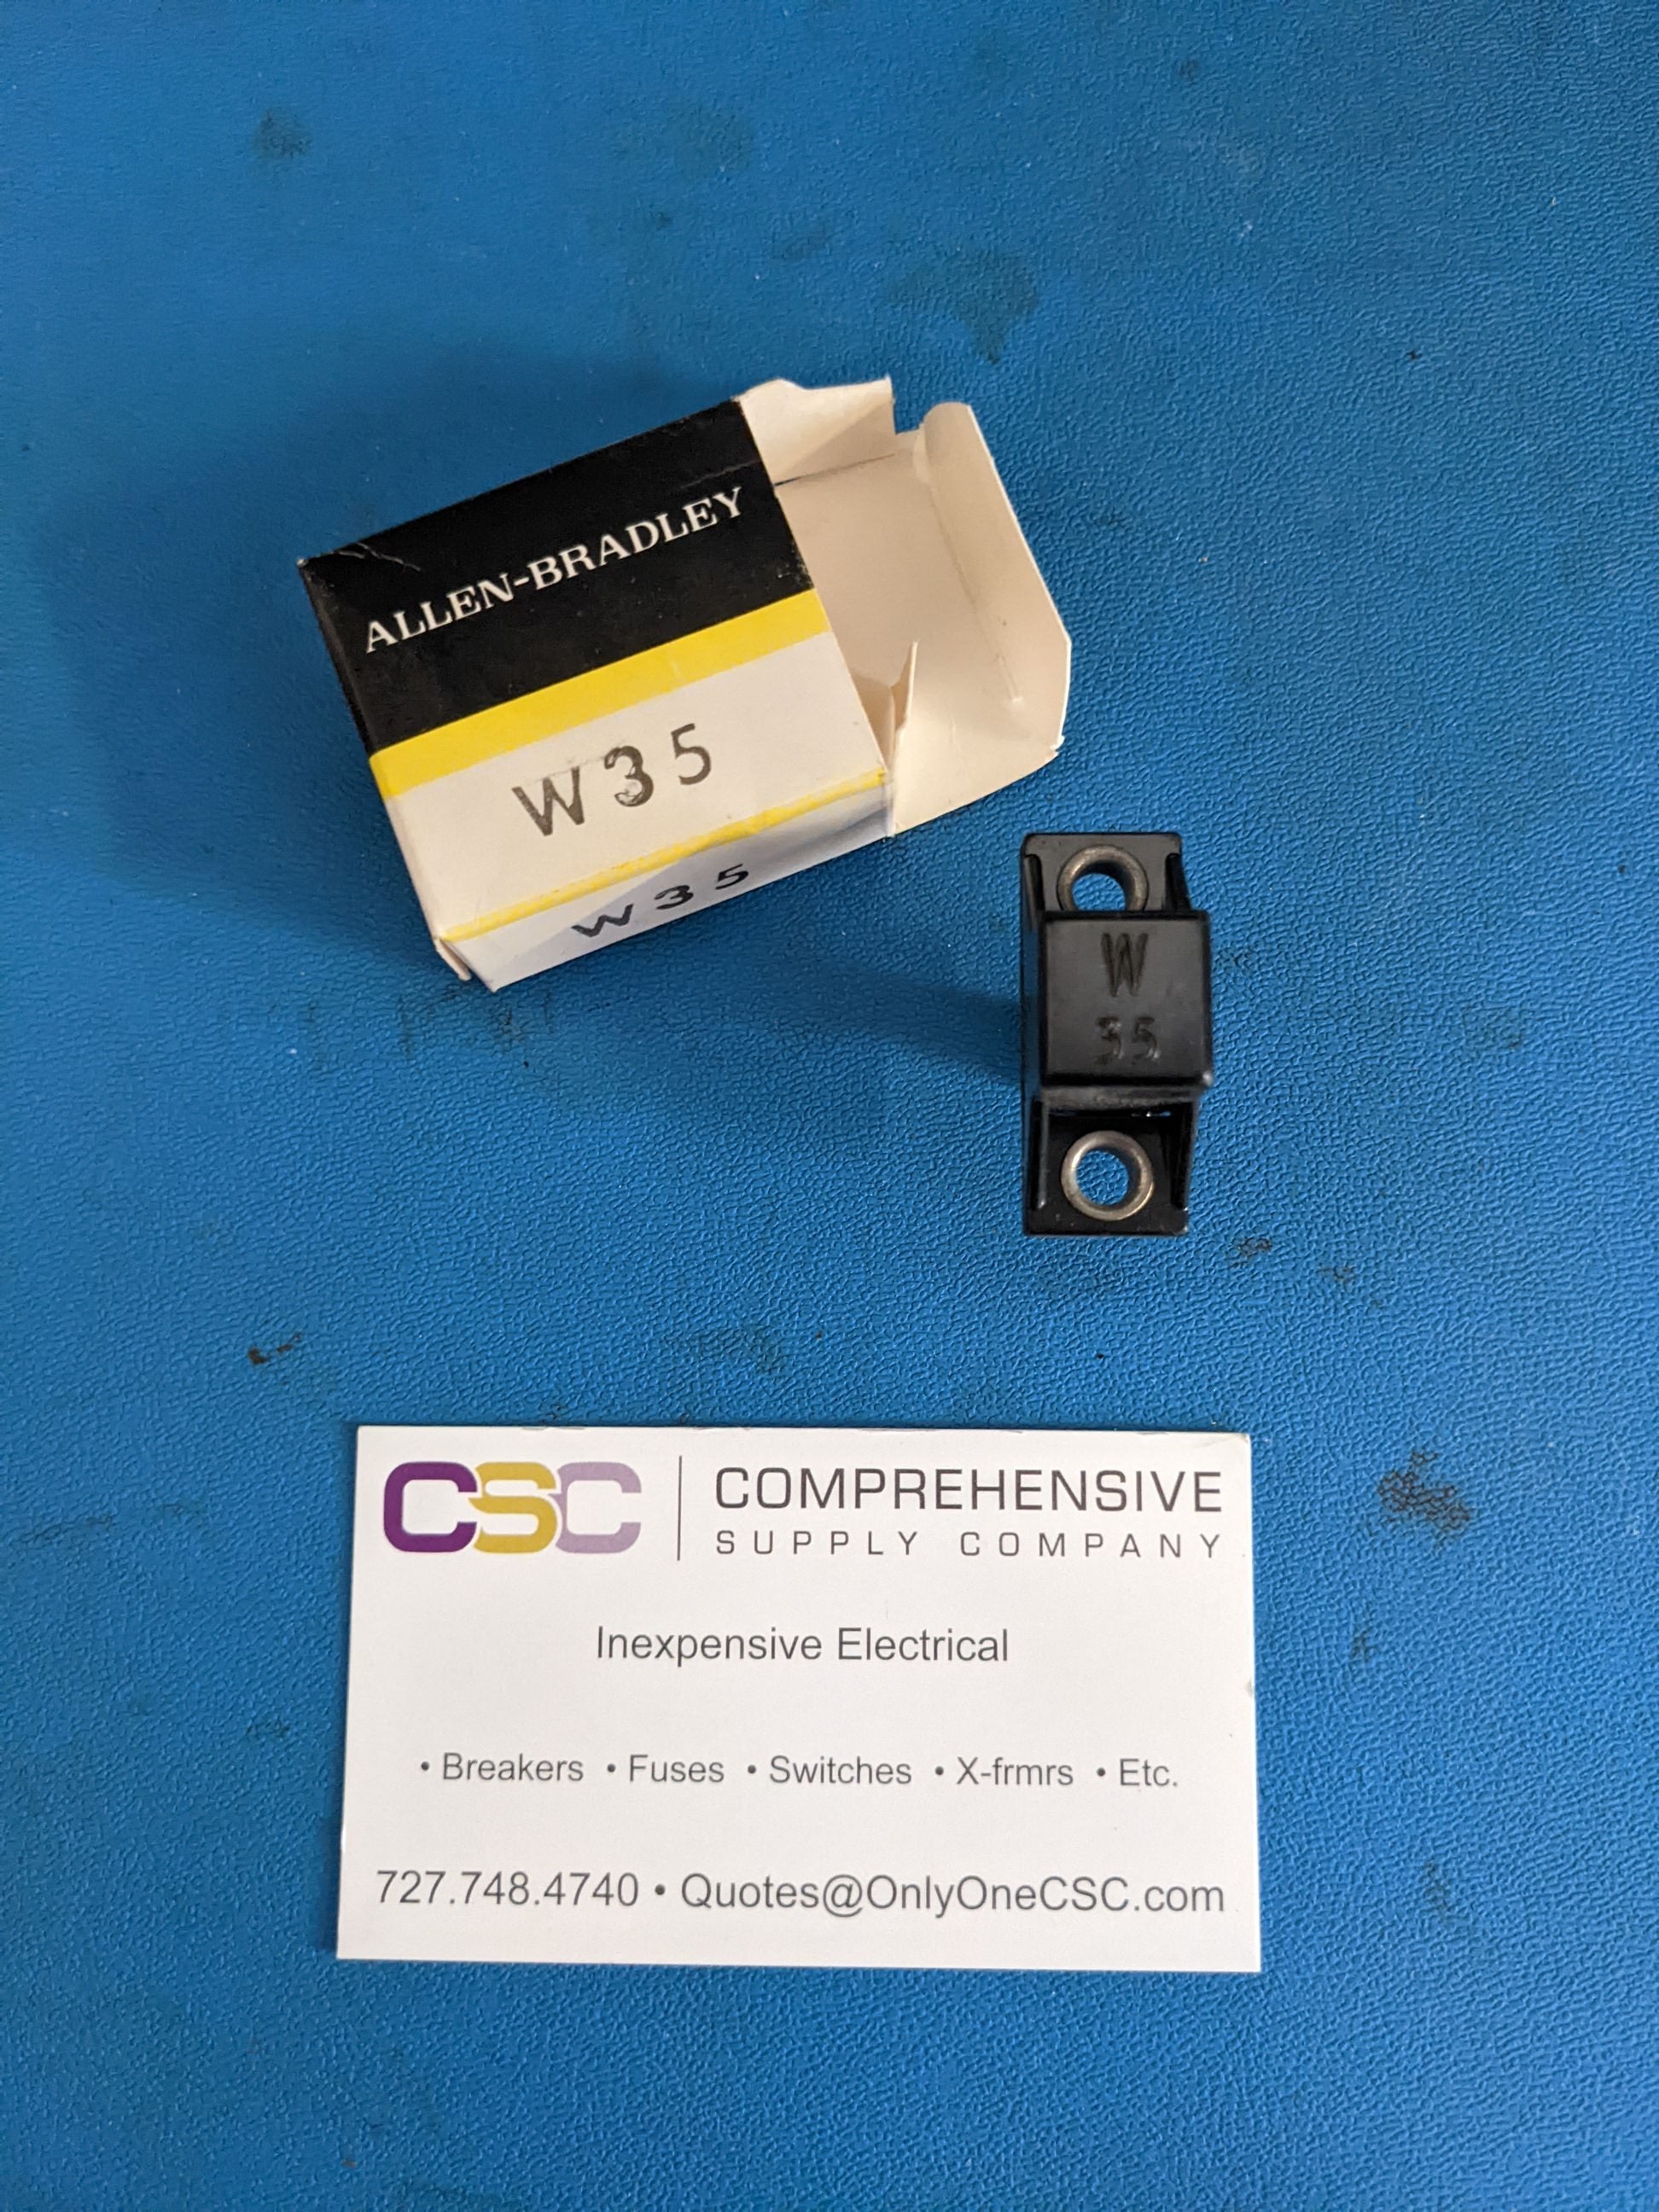 ALLEN-BRADLEY
W35
W35
W
35
CSC
COMPREHENSIVE
SUPPLY COMPANY
Inexpensive Electrical
• Breakers • Fuses • Switches • X-frmrs • Etc.
727.748.4740 • Quotes@OnlyOneCSC.com